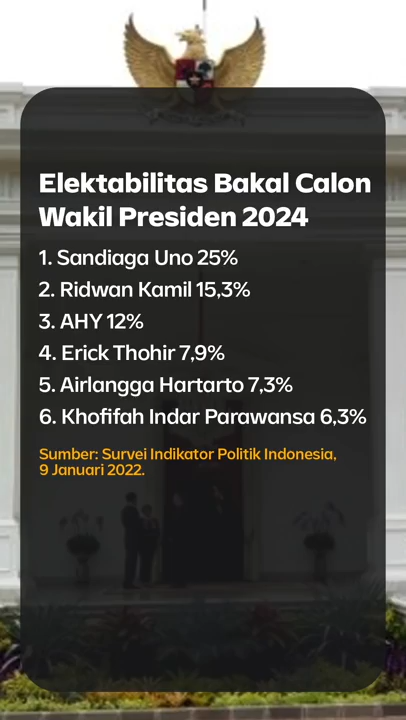 Elektabilitas Bakal Calon
Wakil Presiden 2024
1. Sandiaga Uno 25%
2. Ridwan Kamil 15,3%
3. AHY 12%
4. Erick Thohir 7,9%
5. Airlangga Hartarto 7,3%
6. Khofifah Indar Parawansa 6,3%
Sumber: Survei Indikator Politik Indonesia,
9 Januari 2022.